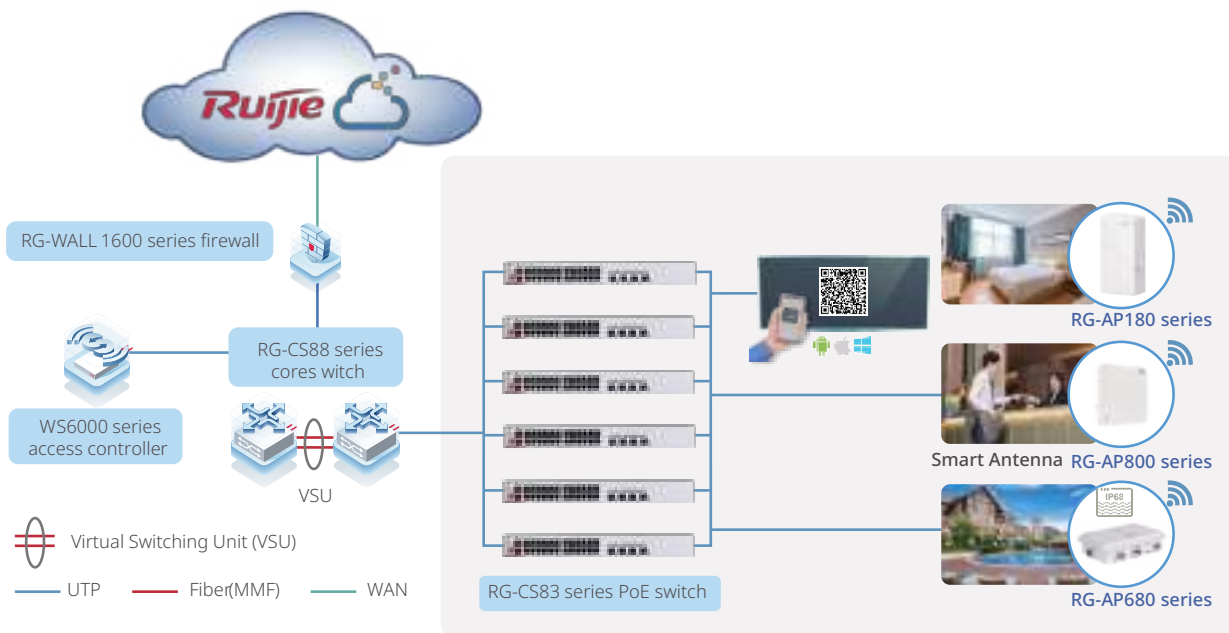 Ruijie
RG-WALL 1600 series firewall
RG-CS88 series
cores witch
WS6000 series
access controller
VSU
Virtual Switching Unit (VSU)
UTP
Fiber(MMF)
WAN
RG-CS83 series PoE switch
RG-AP180 series
Smart Antenna
RG-AP800 series
IP68
RG-AP680 series